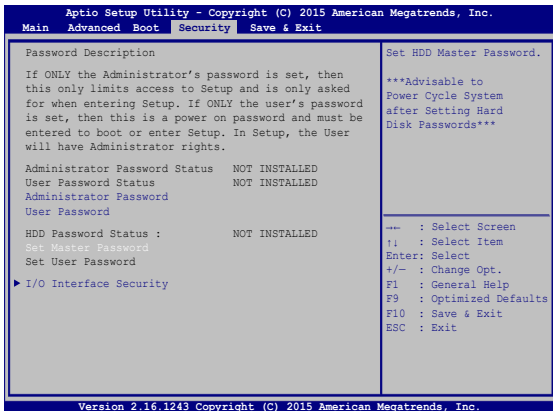 Aptio Setup Utility - Copyright (C) 2015 American Megatrends, Inc.
Main Advanced Boot Security Save & Exit
Password Description
If ONLY the Administrator's password is set, then
this only limits access to Setup and is only asked
for when entering Setup. If ONLY the user's password
is set, then this is a power on password and must be
entered to boot or enter Setup. In Setup, the User
will have Administrator rights.
Administrator Password Status NOT INSTALLED
User Password Status NOT INSTALLED
Administrator Password
User Password
HDD Password Status : NOT INSTALLED
Set Master Password
Set User Password
I/O Interface Security
Set HDD Master Password.
***Advisable to
Power Cycle System
after Setting Hard
Disk Passwords***
→← : Select Screen
↑↓ : Select Item
Enter: Select
+/— : Change Opt.
F1 : General Help
F9 : Optimized Defaults
F10 : Save & Exit
ESC : Exit
Version 2.16.1243 Copyright (C) 2015 American Megatrends, Inc.